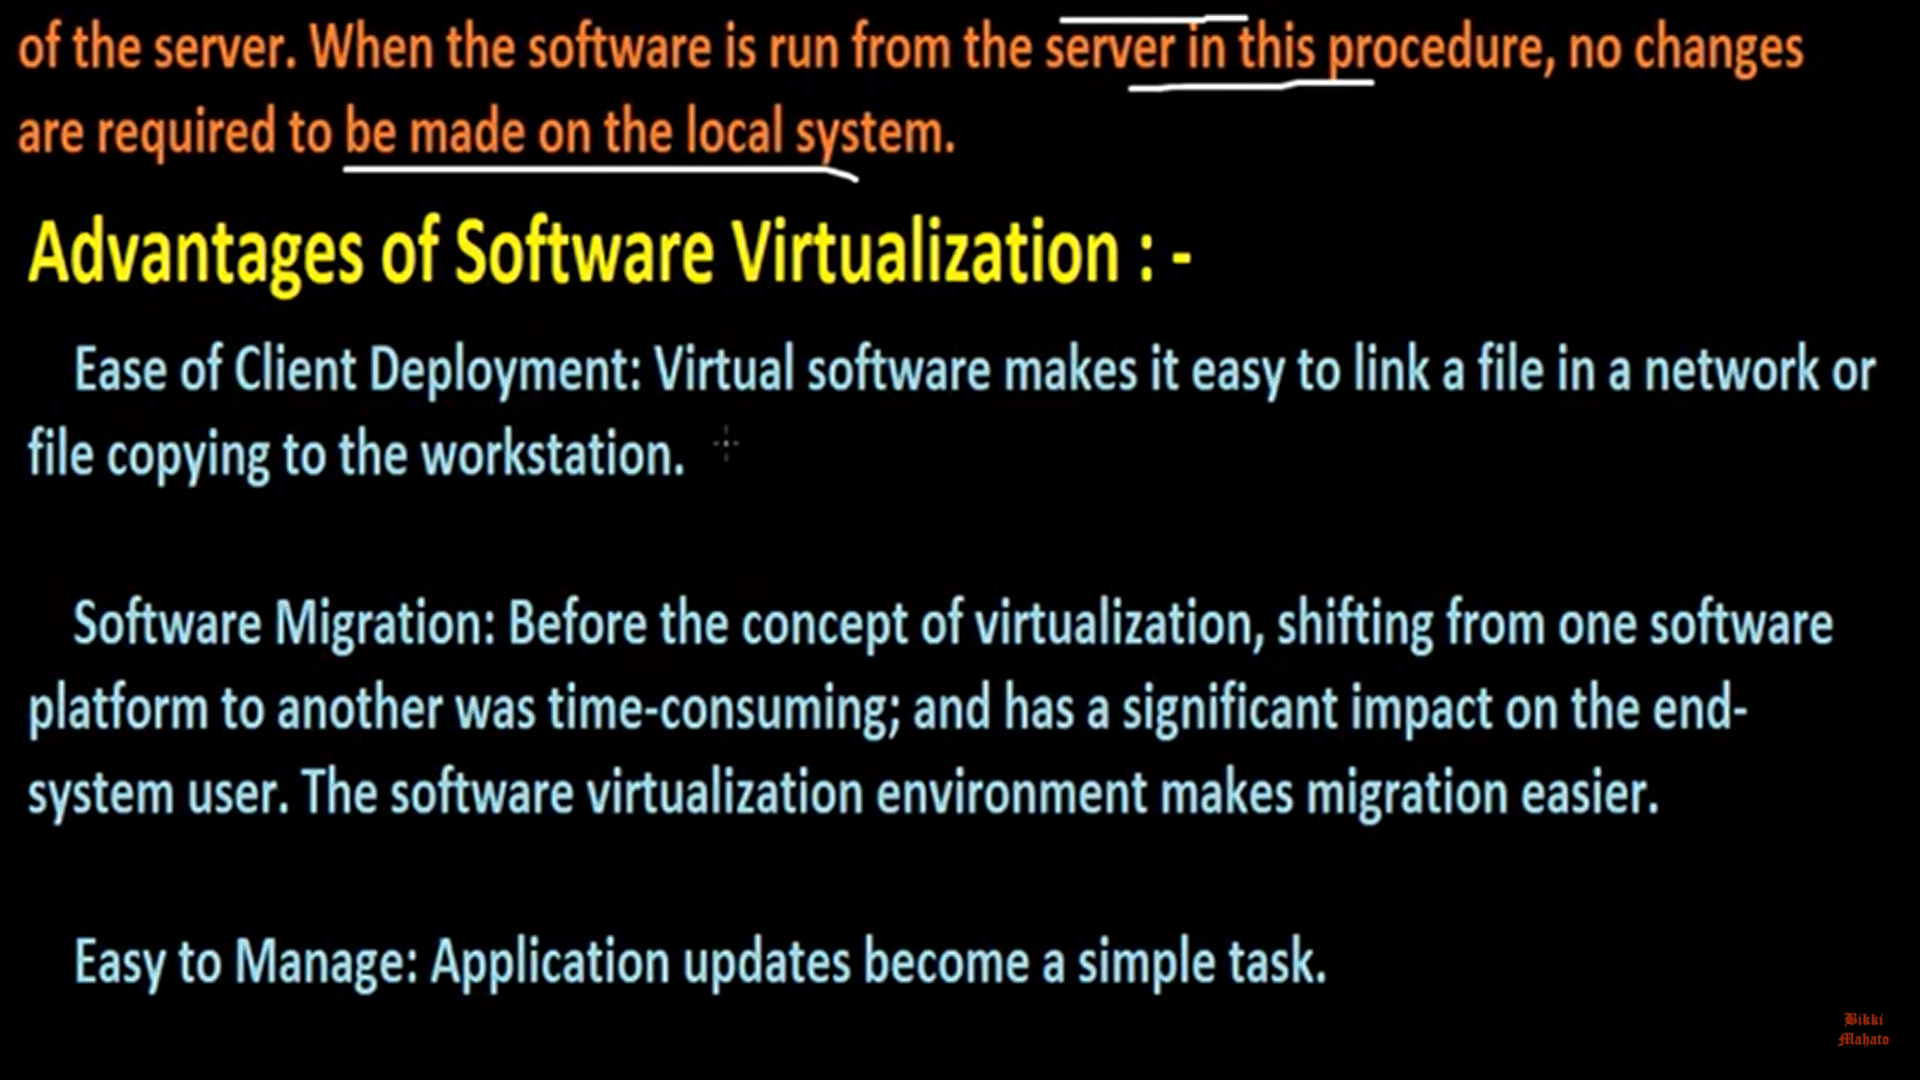 of the server. When the software is run from the server in this procedure, no changes
are required to be made on the local system.
Advantages of Software Virtualization : -
Ease of Client Deployment: Virtual software makes it easy to link a file in a network or
file copying to the workstation.
Software Migration: Before the concept of virtualization, shifting from one software
platform to another was time-consuming; and has a significant impact on the end-
system user. The software virtualization environment makes migration easier.
Easy to Manage: Application updates become a simple task.
Bikki
Mahato